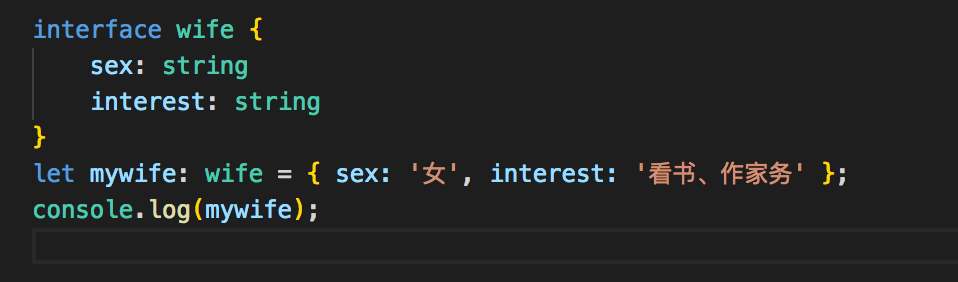 interface wife {
sex: string
interest: string
}
let mywife: wife = { sex: '女', interest: '看书、作家务' };
console.log(mywife);